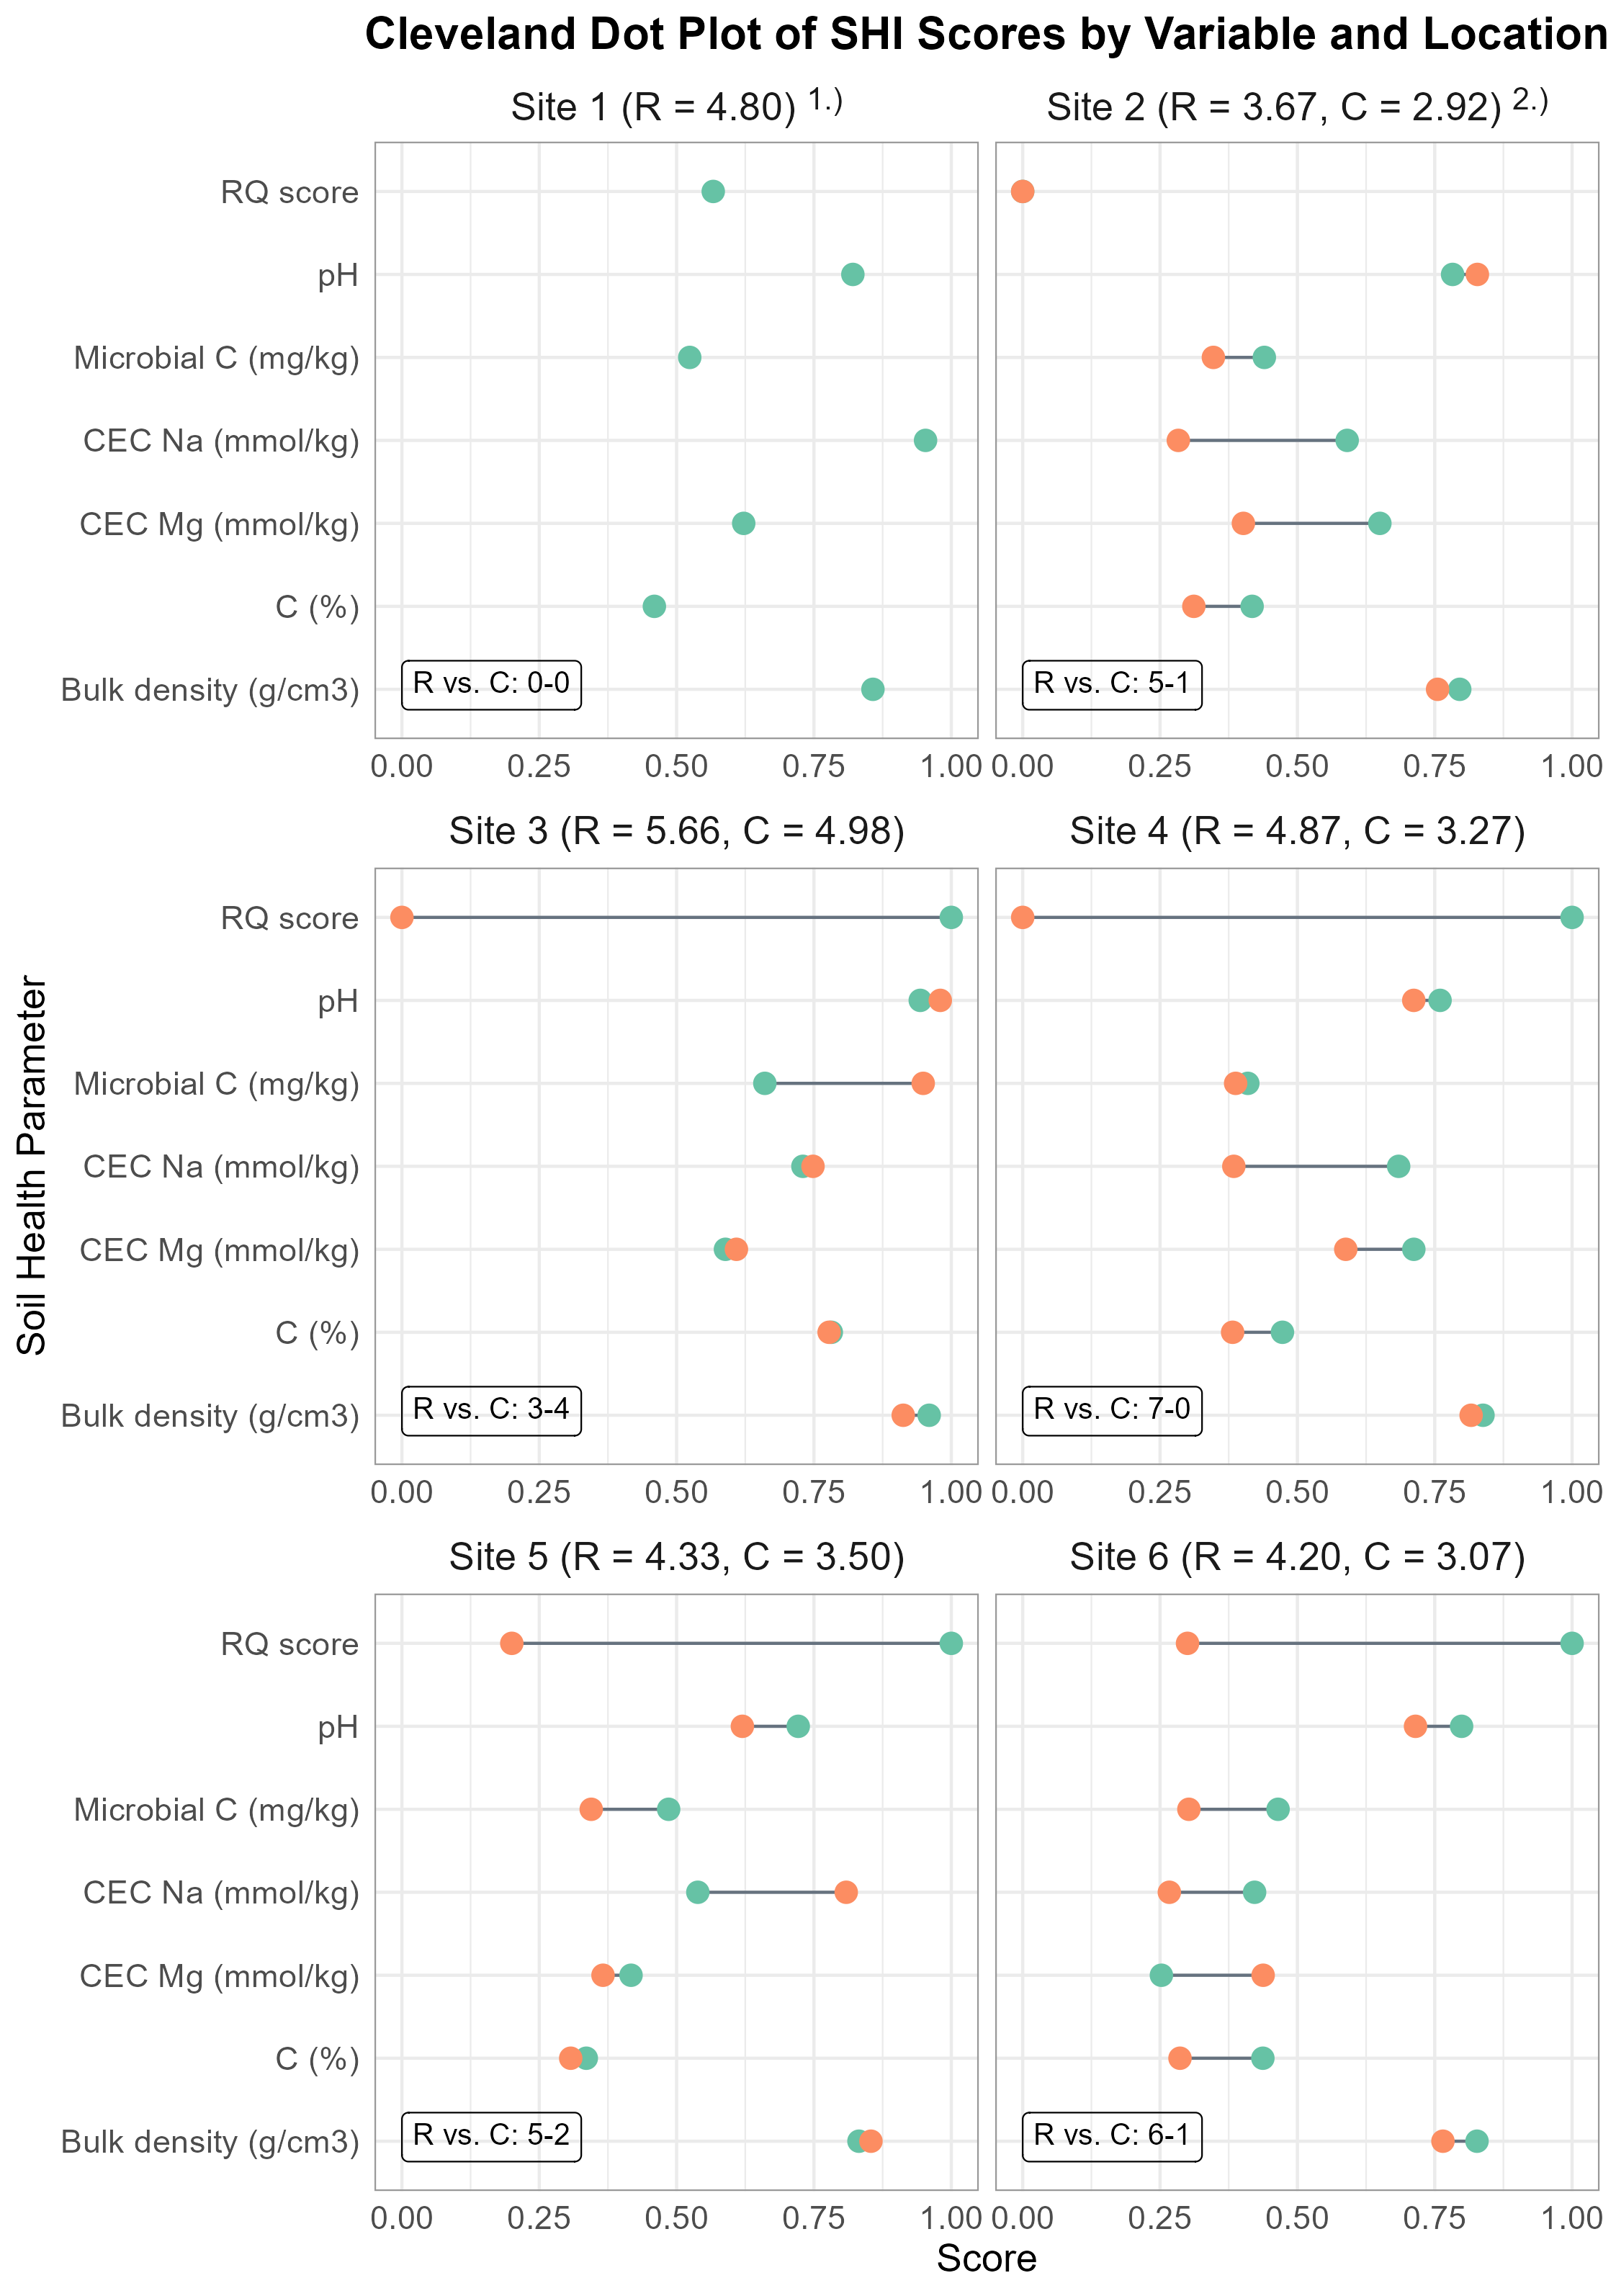 Cleveland Dot Plot of SHI Scores by Variable and Location
Site 1 (R = 4.80) 1.)
Site 2 (R = 3.67, C = 2.92) 2.)
RQ score
pH
Microbial C (mg/kg)
CEC Na (mmol/kg)
CEC Mg (mmol/kg)
C (%)
Bulk density (g/cm3)
R vs. C: 0-0
R vs. C: 5-1
0.00 0.25 0.50 0.75 1.00
0.00 0.25 0.50 0.75 1.00
Site 3 (R = 5.66, C = 4.98)
Site 4 (R = 4.87, C = 3.27)
Soil Health Parameter
RQ score
pH
Microbial C (mg/kg)
CEC Na (mmol/kg)
CEC Mg (mmol/kg)
C (%)
Bulk density (g/cm3)
R vs. C: 3-4
R vs. C: 7-0
0.00 0.25 0.50 0.75 1.00
0.00 0.25 0.50 0.75 1.00
Site 5 (R = 4.33, C = 3.50)
Site 6 (R = 4.20, C = 3.07)
RQ score
pH
Microbial C (mg/kg)
CEC Na (mmol/kg)
CEC Mg (mmol/kg)
C (%)
Bulk density (g/cm3)
R vs. C: 5-2
R vs. C: 6-1
0.00 0.25 0.50 0.75 1.00
0.00 0.25 0.50 0.75 1.00
Score